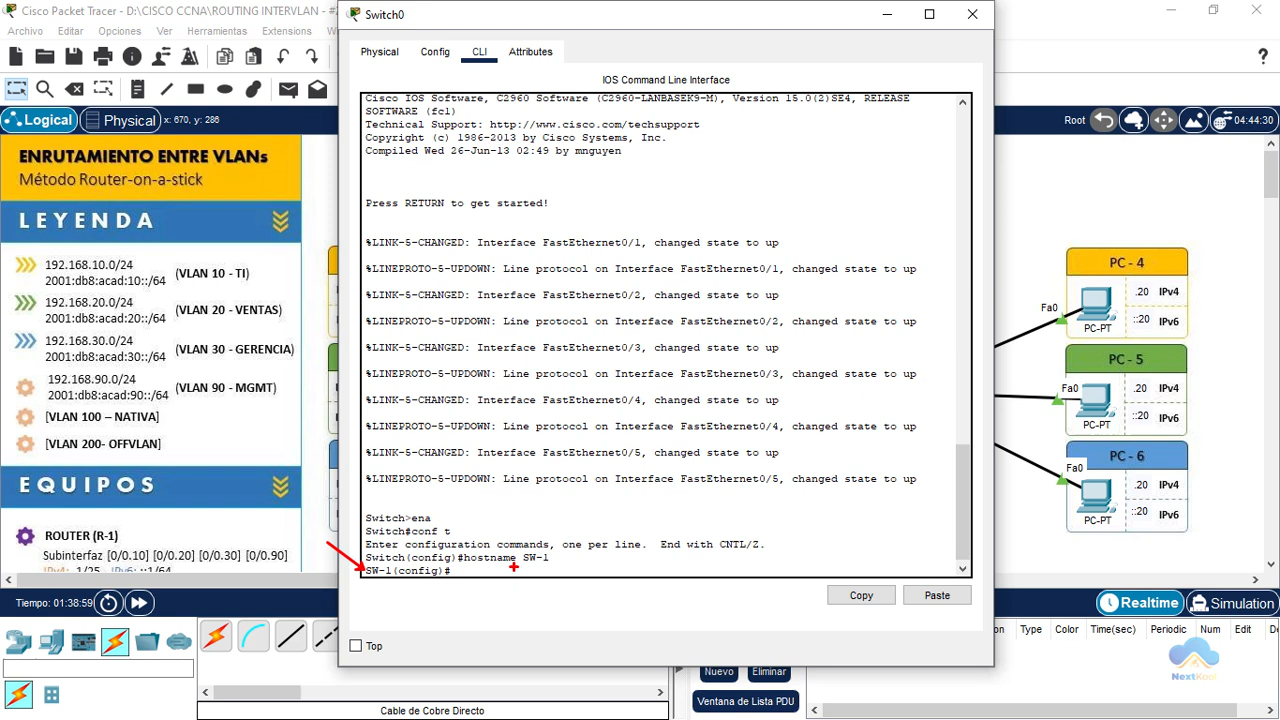 Cisco Packet Tracer - D:\CISCO CCNA\ROUTING INTERVLAN - #2
Switch0
Archivo Editar Opciones Ver Herramientas Extensions
Physical Config CLI Attributes
IOS Command Line Interface
Logical Physical x: 670, y: 286
Root 04:44:30
Cisco IOS Software, C2960 Software (C2960-LANBASEK9-M), Version 15.0(2)SE4, RELEASE
SOFTWARE (fc1)
Technical Support: http://www.cisco.com/techsupport
Copyright (c) 1986-2013 by Cisco Systems, Inc.
Compiled Wed 26-Jun-13 02:49 by mnguyen
Press RETURN to get started!
%LINK-5-CHANGED: Interface FastEthernet0/1, changed state to up
%LINEPROTO-5-UPDOWN: Line protocol on Interface FastEthernet0/1, changed state to up
%LINK-5-CHANGED: Interface FastEthernet0/2, changed state to up
%LINEPROTO-5-UPDOWN: Line protocol on Interface FastEthernet0/2, changed state to up
%LINK-5-CHANGED: Interface FastEthernet0/3, changed state to up
%LINEPROTO-5-UPDOWN: Line protocol on Interface FastEthernet0/3, changed state to up
%LINK-5-CHANGED: Interface FastEthernet0/4, changed state to up
%LINEPROTO-5-UPDOWN: Line protocol on Interface FastEthernet0/4, changed state to up
%LINK-5-CHANGED: Interface FastEthernet0/5, changed state to up
%LINEPROTO-5-UPDOWN: Line protocol on Interface FastEthernet0/5, changed state to up
Switch>ena
Switch#conf t
Enter configuration commands, one per line. End with CNTL/Z.
Switch(config)#hostname SW-1
SW-1(config)#
Copy Paste
Top
ENRUTAMIENTO ENTRE VLANs
Método Router-on-a-stick
LEYENDA
192.168.10.0/24
2001:db8:acad:10::/64
(VLAN 10 - TI)
192.168.20.0/24
2001:db8:acad:20::/64
(VLAN 20 - VENTAS)
192.168.30.0/24
2001:db8:acad:30::/64
(VLAN 30 - GERENCIA)
192.168.90.0/24
2001:db8:acad:90::/64
(VLAN 90 - MGMT)
[VLAN 100 – NATIVA]
[VLAN 200- OFFVLAN]
EQUIPOS
ROUTER (R-1)
Subinterfaz [0/0.10] [0/0.20] [0/0.30] [0/0.90]
PC - 4
Fa0
.20 IPv4
::20 IPv6
PC-PT
PC - 5
Fa0
.20 IPv4
::20 IPv6
PC-PT
PC - 6
Fa0
.20 IPv4
::20 IPv6
PC-PT
Tiempo: 01:38:59
Realtime Simulation
Type Color Time(sec) Periodic Num Edit
Nuevo Eliminar
Ventana de Lista PDU
Cable de Cobre Directo
NextKool